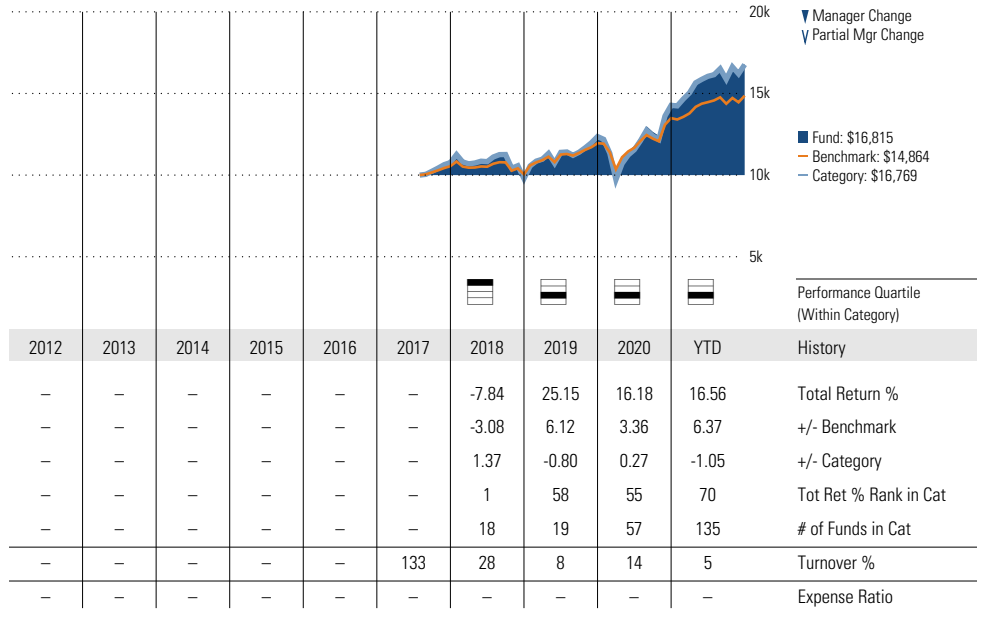 20k
Manager Change
Partial Mgr Change
15k
Fund: $16,815
Benchmark: $14,864
10k
Category: $16,769
5k
Performance Quartile
(Within Category)
2012 2013 2014 2015 2016 2017 2018 2019 2020 YTD History
– – – – – – -7.84 25.15 16.18 16.56 Total Return %
– – – – – – -3.08 6.12 3.36 6.37 +/- Benchmark
– – – – – – 1.37 -0.80 0.27 -1.05 +/- Category
– – – – – – 1 58 55 70 Tot Ret % Rank in Cat
– – – – – – 18 19 57 135 # of Funds in Cat
– – – – – 133 28 8 14 5 Turnover %
– – – – – – – – – – Expense Ratio